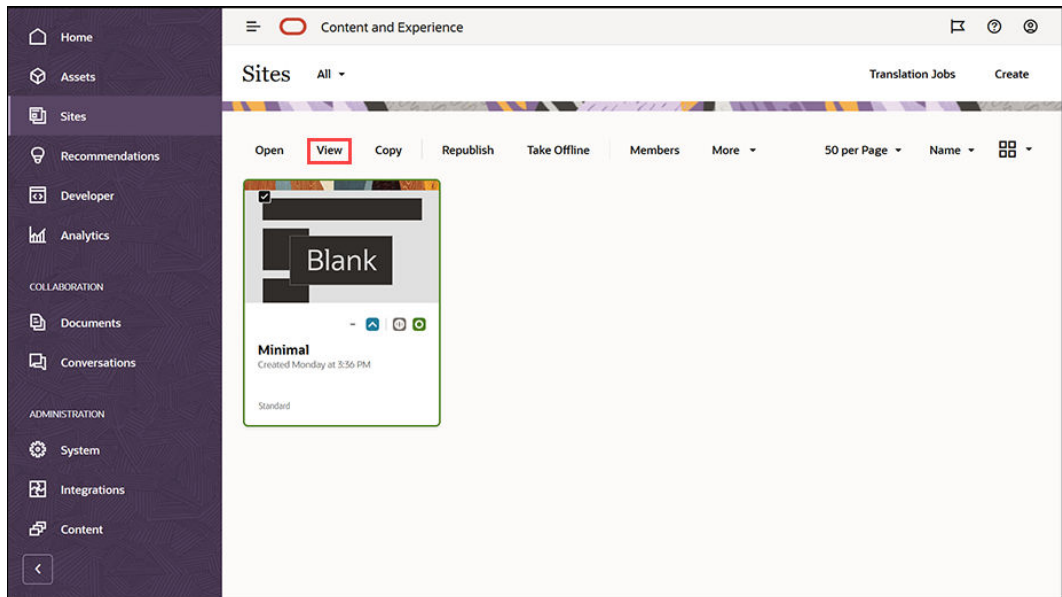 Home
Assets
Sites
Recommendations
Developer
Analytics
COLLABORATION
Documents
Conversations
ADMINISTRATION
System
Integrations
Content
Content and Experience
Sites All
Translation Jobs Create
Open View Copy Republish Take Offline Members More 50 per Page Name
Blank
Minimal
Created Monday at 3:36 PM
Standard